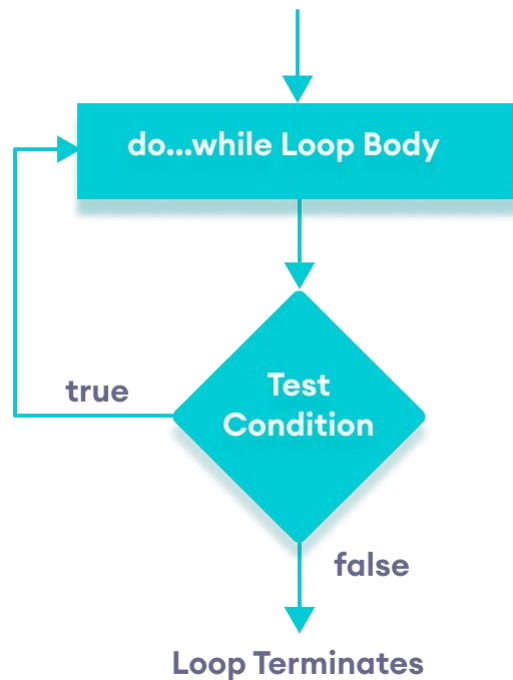 do...while Loop Body
Test
Condition
true
false
Loop Terminates